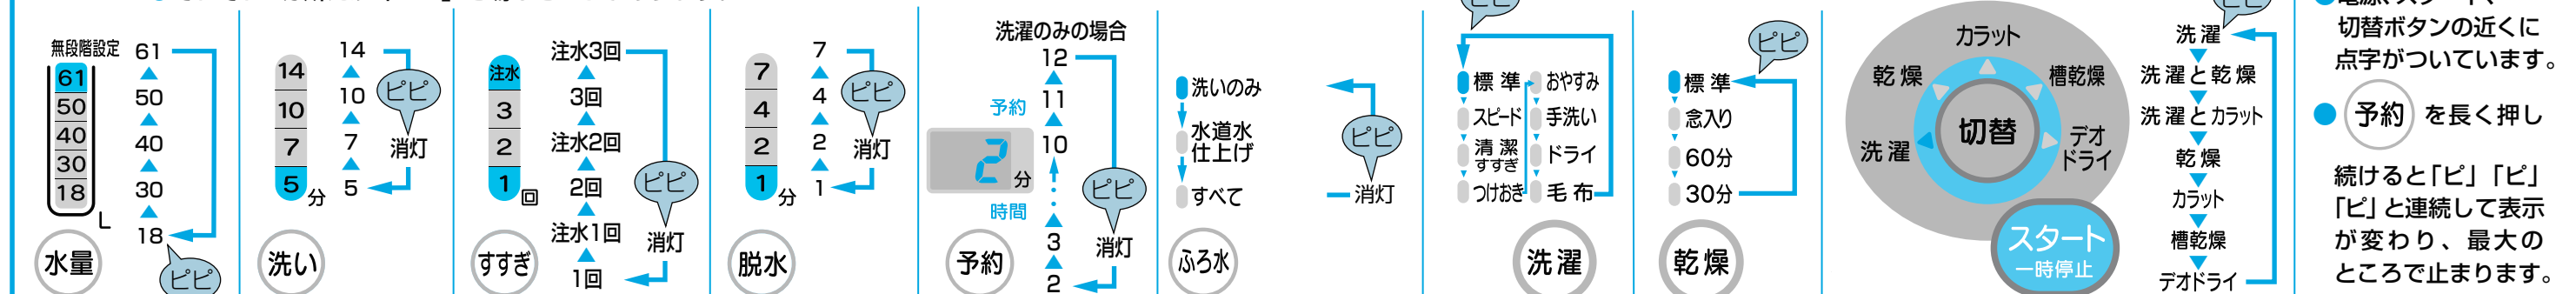 無段階設定
61
50
40
30
18
L
61
50
40
30
18
ピピ
水量
14
10
7
5
分
14
10
7
5
ピピ
消灯
洗い
注水
3
2
1
回
注水3回
3回
注水2回
2回
注水1回
1回
ピピ
消灯
すすぎ
7
4
2
1
分
7
4
2
1
ピピ
消灯
脱水
洗濯のみの場合
予約
2
分
時間
12
11
10
3
2
ピピ
消灯
予約
洗いのみ
水道水
仕上げ
すべて
ピピ
消灯
ふろ水
標準
スピード
清潔
すすぎ
つけおき
おやすみ
手洗い
ドライ
毛布
洗濯
ピピ
標準
念入り
60分
30分
乾燥
カラット
乾燥
槽乾燥
洗濯
デオ
ドライ
切替
スタート
一時停止
洗濯
洗濯と乾燥
洗濯とカラット
乾燥
カラット
槽乾燥
デオドライ
切替ボタンの近くに
点字がついています。
●予約を長く押し
続けると「ピ」「ピ」
「ピ」と連続して表示
が変わり、最大の
ところで止まります。